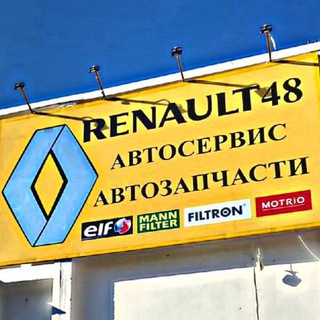 RENAULT48
АВТОСЕРВИС
АВТОЗАПЧАСТИ
elf MANN FILTER FILTRON MOTRIO